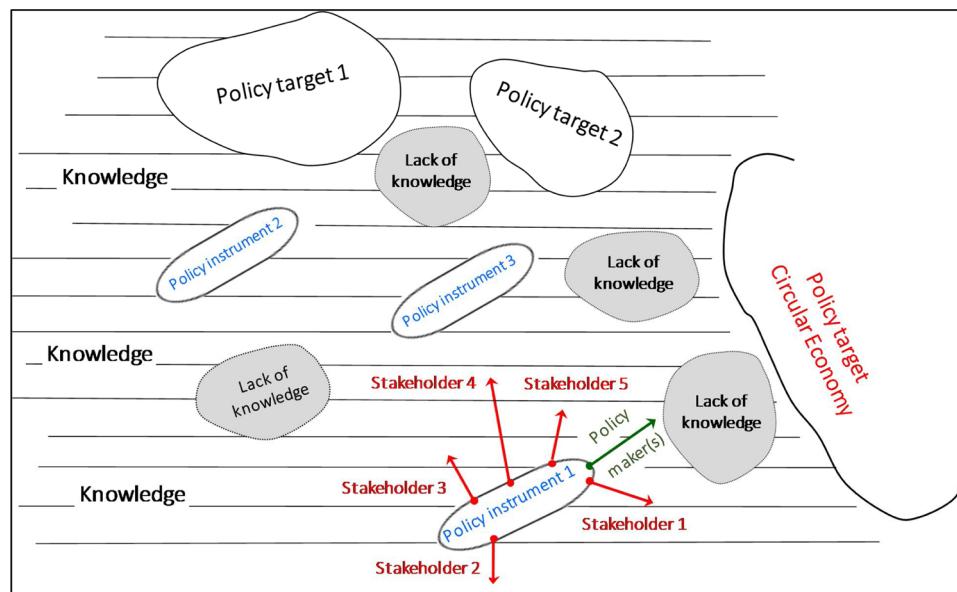 Policy target 1
Policy target 2
Lack of
knowledge
Knowledge
Policy instrument 2
Policy instrument 3
Lack of
knowledge
Policy target
Circular Economy
Knowledge
Lack of
knowledge
Stakeholder 4
Stakeholder 5
Lack of
knowledge
Policy
maker(s)
Stakeholder 3
Knowledge
Policy instrument 1
Stakeholder 1
Stakeholder 2